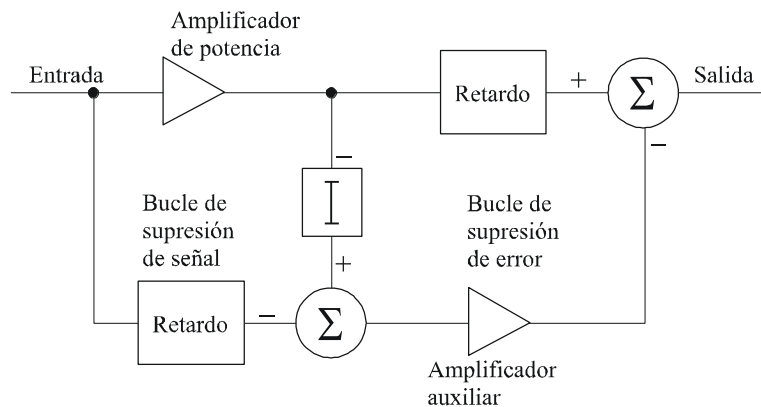 Amplificador
de potencia
Entrada
Retardo
+
Σ
Salida
−
−
Bucle de
supresión
de señal
Bucle de
supresión
de error
+
Retardo
−
Σ
Amplificador
auxiliar